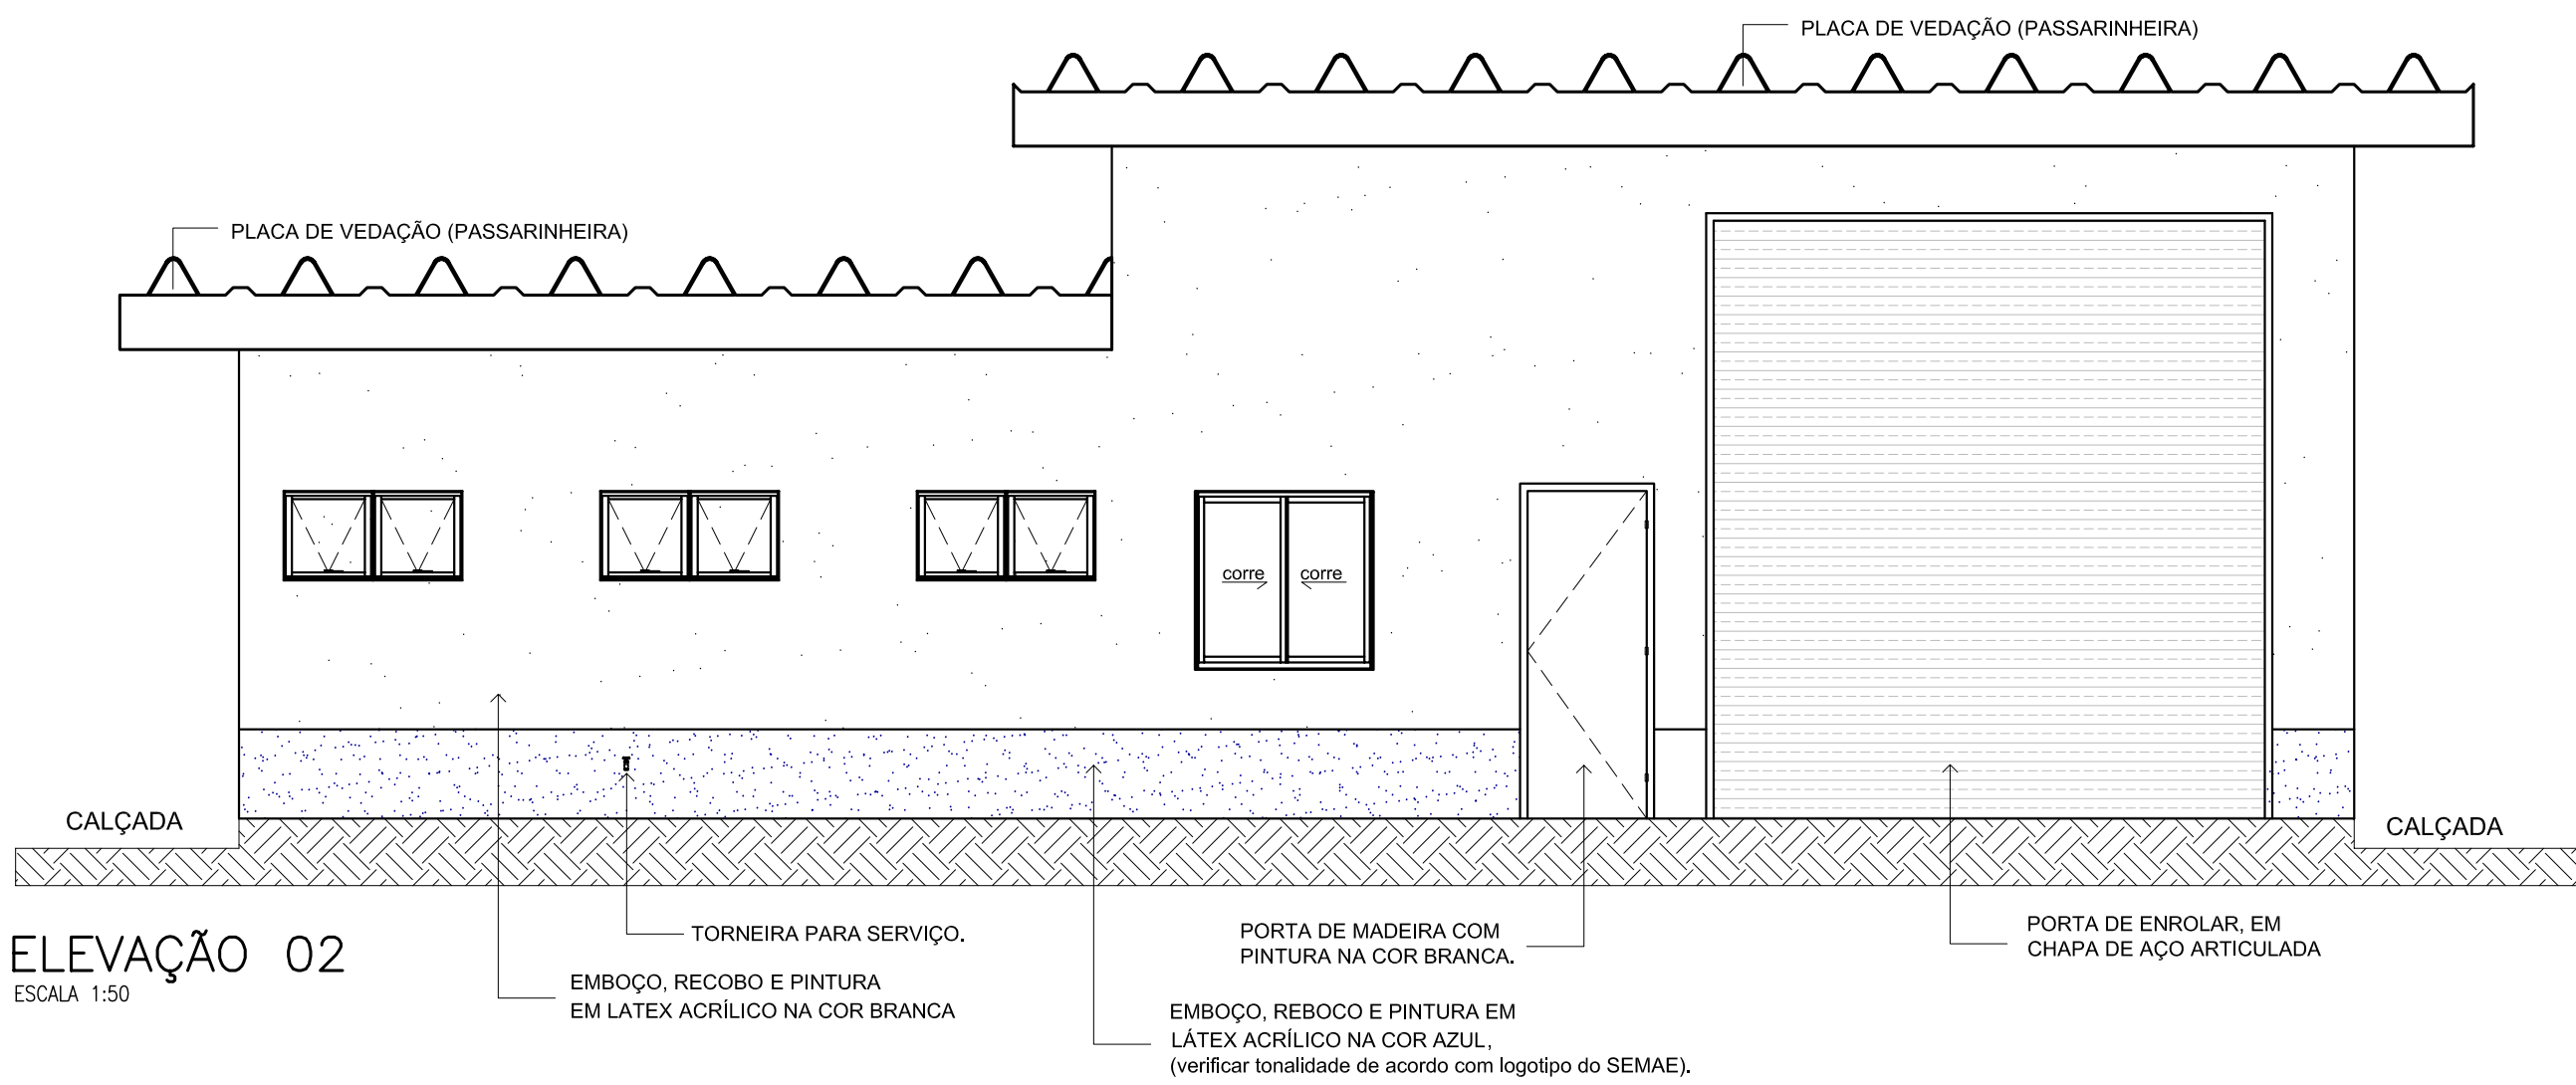 PLACA DE VEDAÇÃO (PASSARINHEIRA)
PLACA DE VEDAÇÃO (PASSARINHEIRA)
corre
corre
CALÇADA
CALÇADA
TORNEIRA PARA SERVIÇO.
EMBOÇO, RECOBO E PINTURA
EM LATEX ACRÍLICO NA COR BRANCA
PORTA DE MADEIRA COM
PINTURA NA COR BRANCA.
EMBOÇO, REBOCO E PINTURA EM
LÁTEX ACRÍLICO NA COR AZUL,
(verificar tonalidade de acordo com logotipo do SEMAE).
PORTA DE ENROLAR, EM
CHAPA DE AÇO ARTICULADA
ELEVAÇÃO 02
ESCALA 1:50